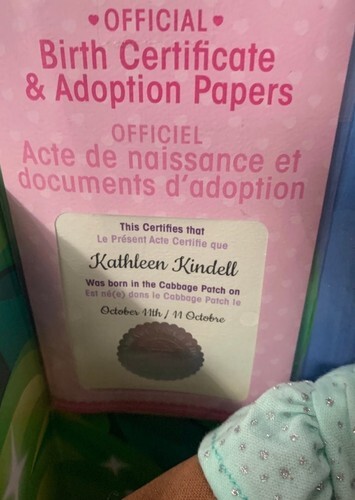 OFFICIAL
Birth Certificate
& Adoption Papers
OFFICIEL
Acte de naissance et
documents d'adoption
This Certifies that
Le Présent Acte Certifie que
Kathleen Kindell
Was born in the Cabbage Patch on
Est né(e) dans le Cabbage Patch le
October 11th / 11 Octobre